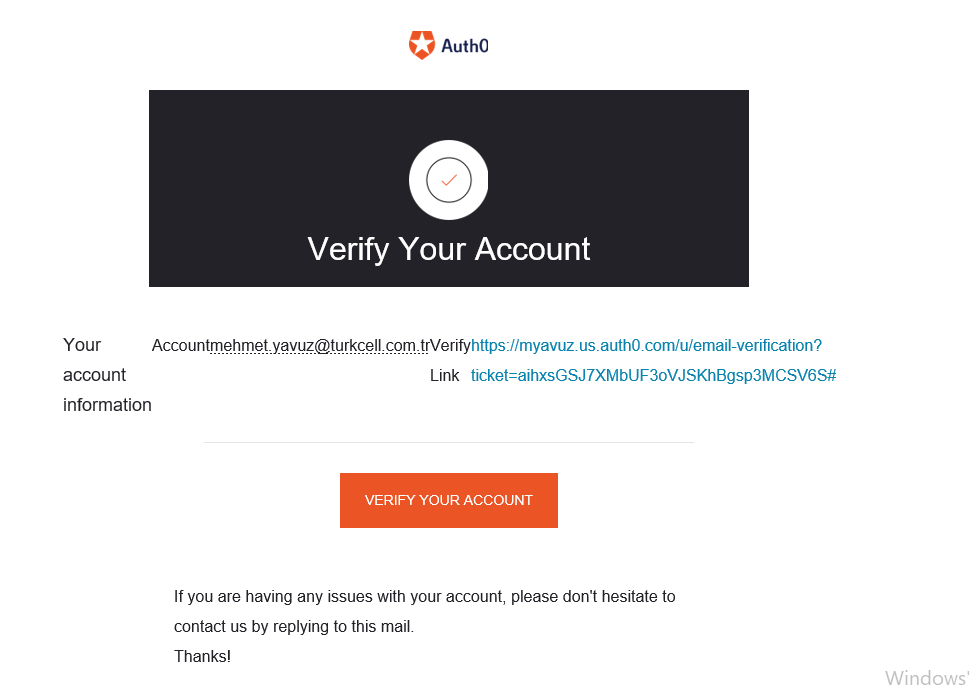 Auth0
Verify Your Account
Your account information
Account mehmet.yavuz@turkcell.com.tr Verify Link https://myavuz.us.auth0.com/u/email-verification?
ticket=aihxsGSJ7XMbUF3oVJSKhBgsp3MCSV6S#
VERIFY YOUR ACCOUNT
If you are having any issues with your account, please don't hesitate to
contact us by replying to this mail.
Thanks!
Windows'